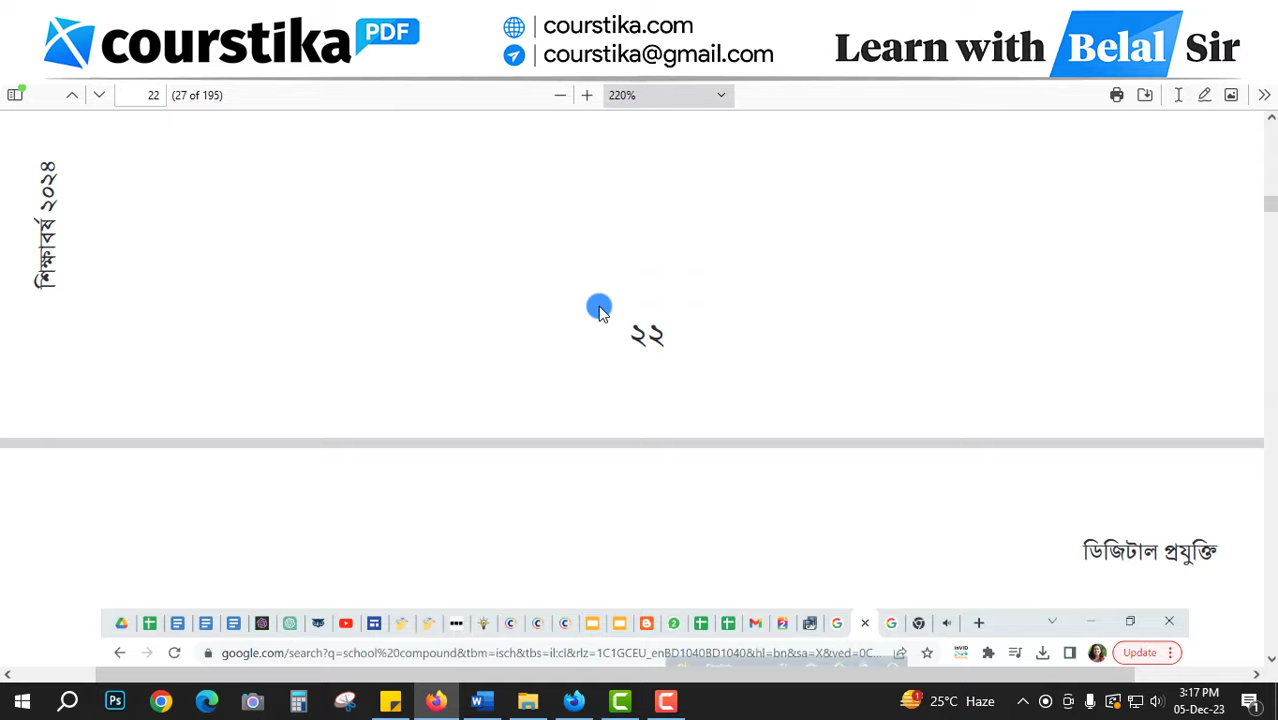 courstika PDF
courstika.com
courstika@gmail.com
Learn with Belal Sir
22 (27 of 195)
220%
শিক্ষাবর্ষ ২০২৪
২২
ডিজিটাল প্রযুক্তি
google.com/search?q=school%20compound&tbm=isch&tbs=il:cl&rlz=1C1GCEU_enBD1040BD1040&hl=bn&sa=X&ved=0C...
Update
25°C Haze
3:17 PM
05-Dec-23